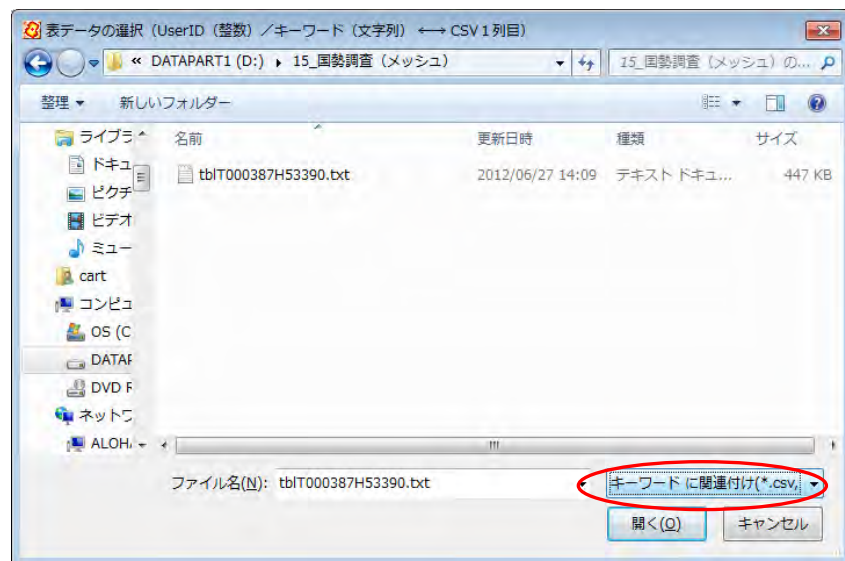 表データの選択（UserID（整数）／キーワード（文字列）←→ CSV１列目）
« DATAPART1 (D:) ▸ 15_国勢調査（メッシュ）
15_国勢調査（メッシュ）の...
整理 新しいフォルダー
名前 更新日時 種類 サイズ
tblT000387H53390.txt 2012/06/27 14:09 テキスト ドキュ... 447 KB
ライブラ
ドキュ
ピクチ
ビデオ
ミュー
cart
コンピュ
OS (C
DATAP
DVD R
ネットワ
ALOH
ファイル名(N): tblT000387H53390.txt
キーワード に関連付け(*.csv,
開く(O) キャンセル